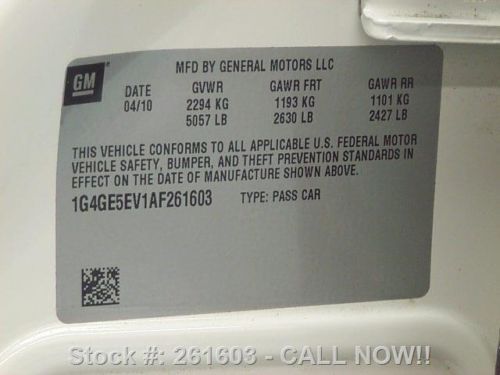 GM
MFD BY GENERAL MOTORS LLC
DATE GVWR GAWR FRT GAWR RR
04/10 2294 KG 1193 KG 1101 KG
5057 LB 2630 LB 2427 LB
THIS VEHICLE CONFORMS TO ALL APPLICABLE U.S. FEDERAL MOTOR
VEHICLE SAFETY, BUMPER, AND THEFT PREVENTION STANDARDS IN
EFFECT ON THE DATE OF MANUFACTURE SHOWN ABOVE.
1G4GE5EV1AF261603 TYPE: PASS CAR
Stock #: 261603 - CALL NOW!!